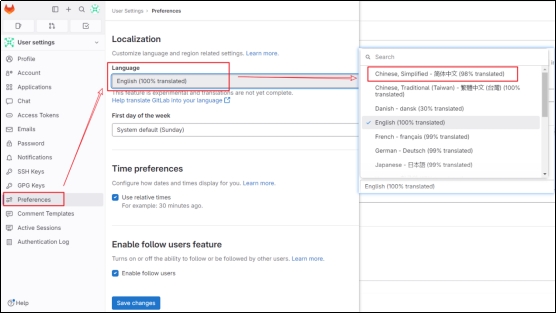 User Settings › Preferences
User settings
Profile
Account
Applications
Chat
Access Tokens
Emails
Password
Notifications
SSH Keys
GPG Keys
Preferences
Comment Templates
Active Sessions
Authentication Log
Help
Localization
Customize language and region related settings. Learn more.
Language
English (100% translated)
This feature is experimental and translations are not yet complete.
Help translate GitLab into your language
First day of the week
System default (Sunday)
Time preferences
Configure how dates and times display for you. Learn more.
Use relative times
For example: 30 minutes ago.
Enable follow users feature
Turns on or off the ability to follow or be followed by other users. Learn more.
Enable follow users
Save changes
Search
Chinese, Simplified - 简体中文 (98% translated)
Chinese, Traditional (Taiwan) - 繁體中文 (台灣) (100%
translated)
Danish - dansk (30% translated)
English (100% translated)
French - français (99% translated)
German - Deutsch (99% translated)
Japanese - 日本語 (99% translated)
English (100% translated)